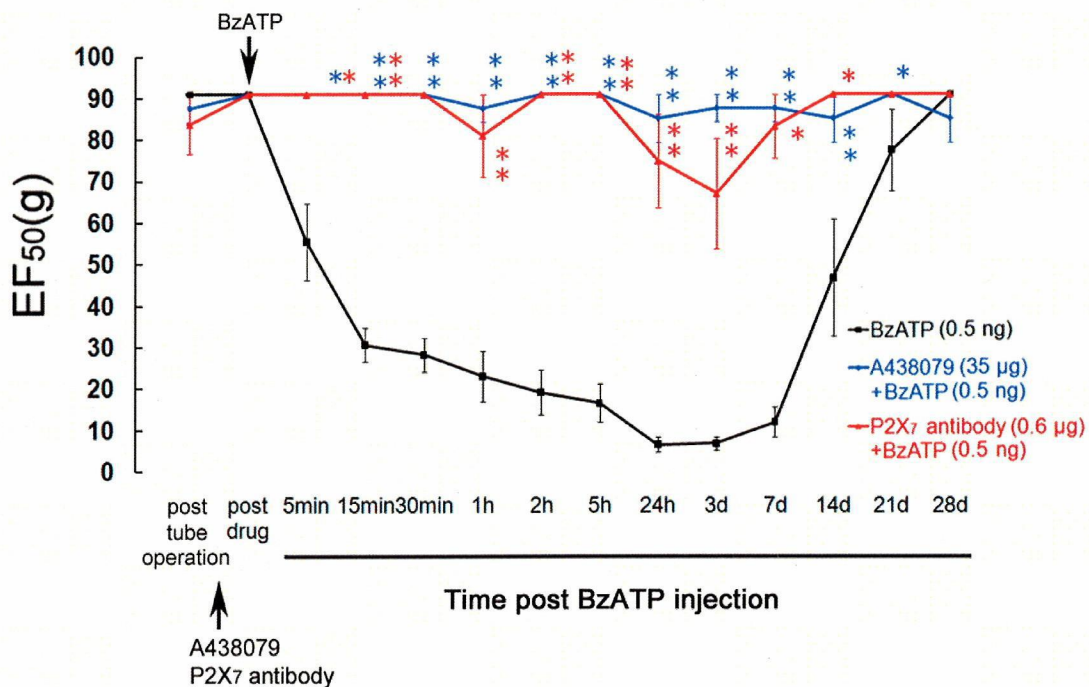 BzATP
EF50(g)
100
90
80
70
60
50
40
30
20
10
0
* * * * * * * * * * * * * * * *
* * * * * * * * * * *
* * * *
* * *
BzATP (0.5 ng)
A438079 (35 µg)
+BzATP (0.5 ng)
P2X7 antibody (0.6 µg)
+BzATP (0.5 ng)
post tube operation
post drug
5min 15min 30min 1h 2h 5h 24h 3d 7d 14d 21d 28d
Time post BzATP injection
A438079
P2X7 antibody